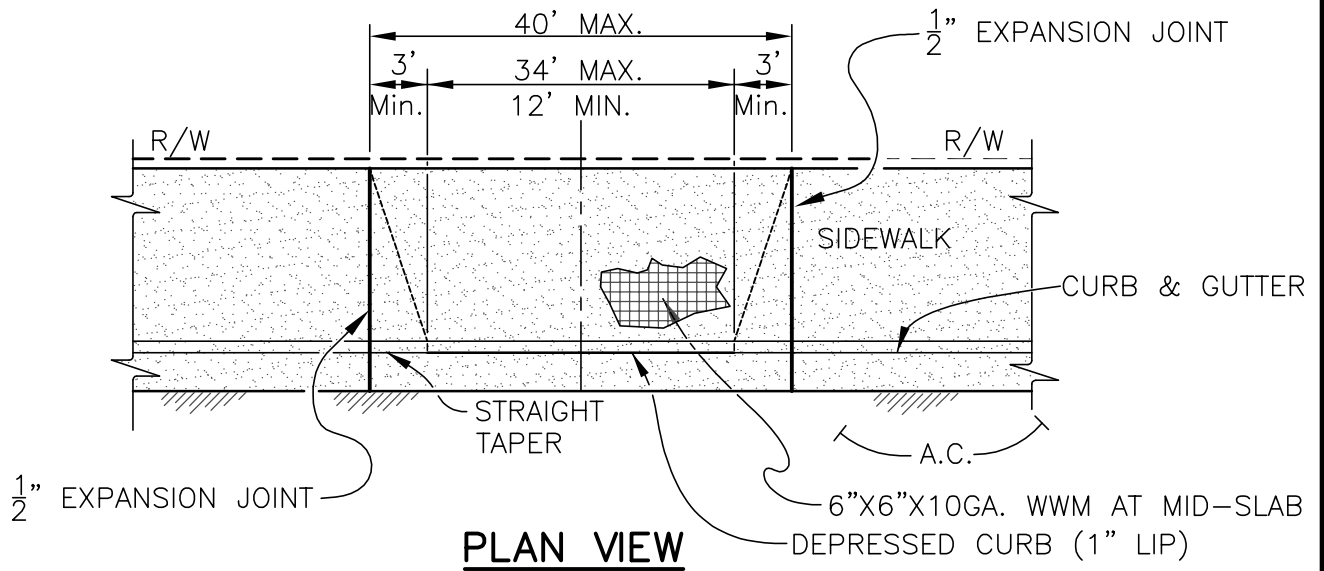 40' MAX.
1/2" EXPANSION JOINT
3'
34' MAX.
3'
Min.
12' MIN.
Min.
R/W
R/W
SIDEWALK
CURB & GUTTER
STRAIGHT
TAPER
A.C.
1/2" EXPANSION JOINT
6"X6"X10GA. WWM AT MID-SLAB
DEPRESSED CURB (1" LIP)
PLAN VIEW